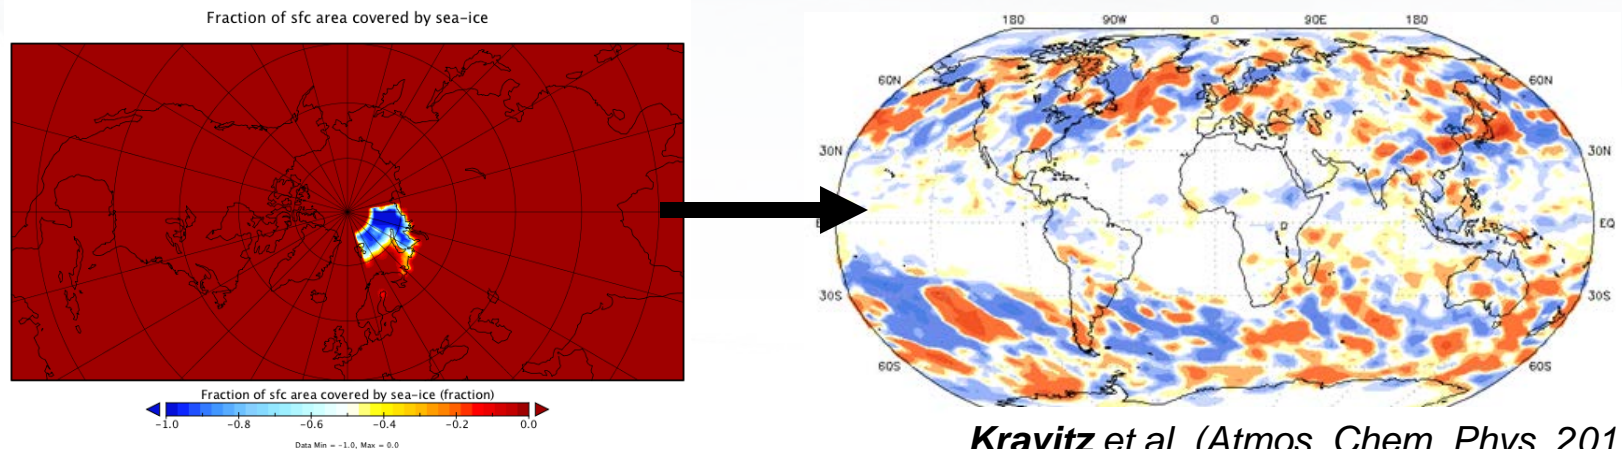 Fraction of sfc area covered by sea-ice
Fraction of sfc area covered by sea-ice (fraction)
-1.0 -0.8 -0.6 -0.4 -0.2 0.0
Data Min = -1.0, Max = 0.0
180 90W 0 90E 180
60N 60N
30N 30N
EQ
30S 30S
60S 60S
Kravitz et al. (Atmos. Chem. Phys. 201